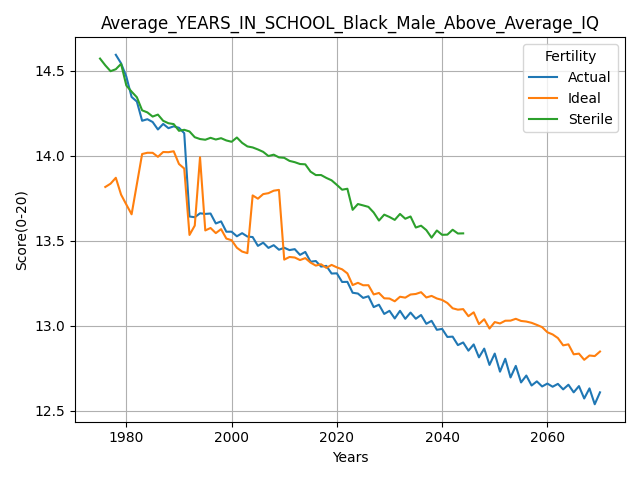 Average_YEARS_IN_SCHOOL_Black_Male_Above_Average_IQ
Fertility
Actual
Ideal
Sterile
Score(0-20)
14.5
14.0
13.5
13.0
12.5
1980
2000
2020
2040
2060
Years